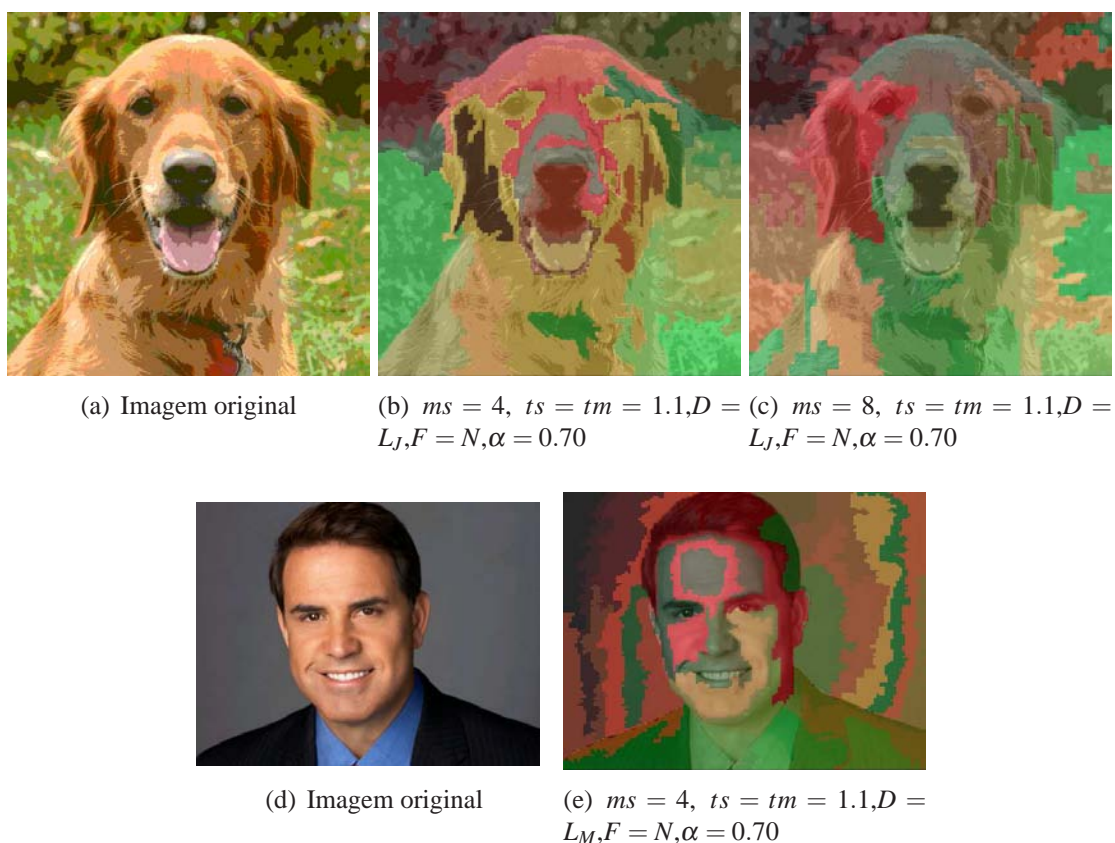 (a) Imagem original
(b) ms = 4, ts = tm = 1.1,D =
L_J,F = N,α = 0.70
(c) ms = 8, ts = tm = 1.1,D =
L_J,F = N,α = 0.70
(d) Imagem original
(e) ms = 4, ts = tm = 1.1,D =
L_M,F = N,α = 0.70